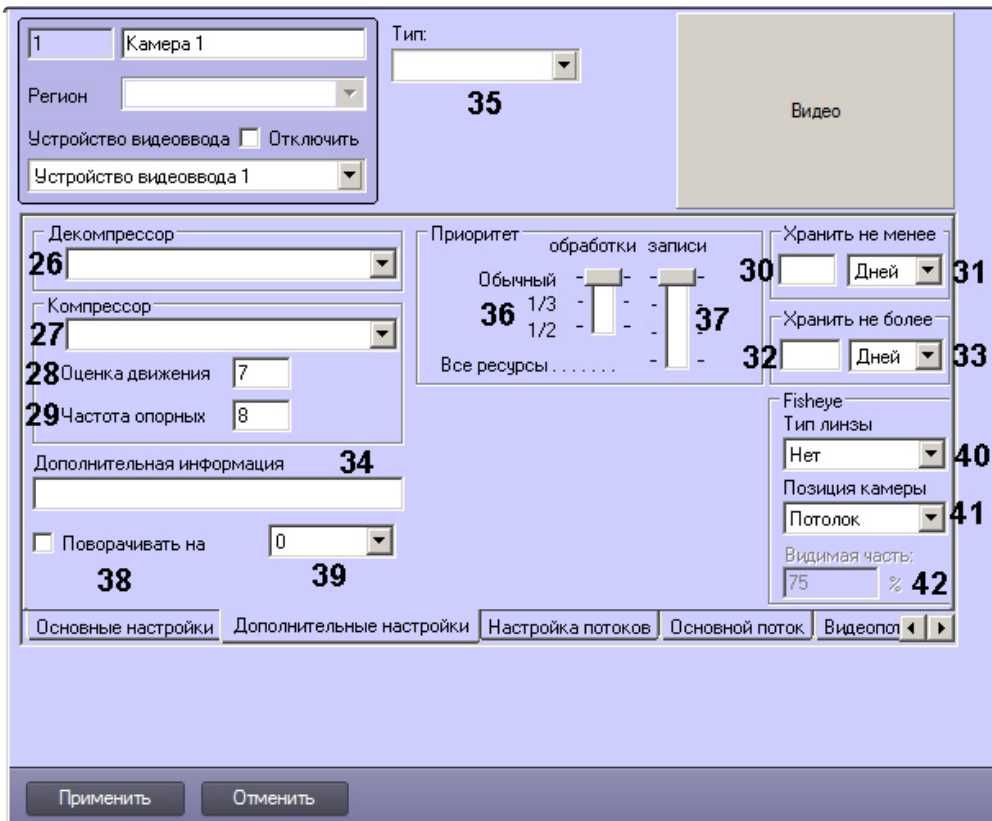 1
Камера 1
Тип:
35
Регион
Устройство видеоввода
Отключить
Устройство видеоввода 1
Видео
Декомпрессор
26
Компрессор
27
28 Оценка движения 7
29 Частота опорных 8
Дополнительная информация 34
Поворачивать на 0
38
39
Приоритет
обработки записи
Обычный
36
1/3
1/2
37
Все ресурсы.......
Хранить не менее
30 Дней 31
Хранить не более
32 Дней 33
Fisheye
Тип линзы
Нет 40
Позиция камеры
Потолок 41
Видимая часть:
75 % 42
Основные настройки
Дополнительные настройки
Настройка потоков
Основной поток
Видеопот
Применить
Отменить